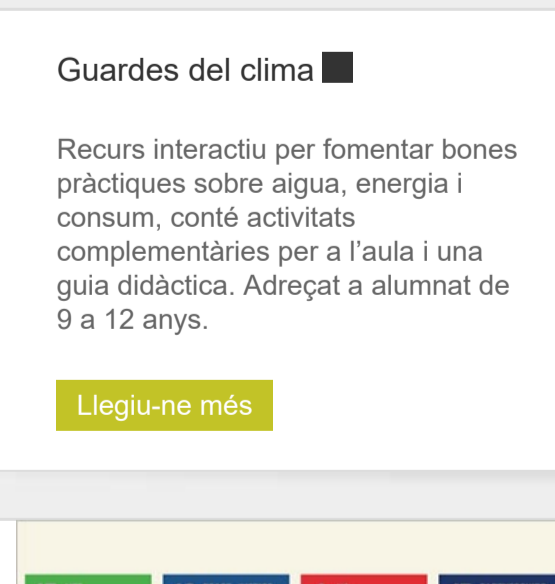 Guardes del clima
Recurs interactiu per fomentar bones
pràctiques sobre aigua, energia i
consum, conté activitats
complementàries per a l’aula i una
guia didàctica. Adreçat a alumnat de
9 a 12 anys.
Llegiu-ne més